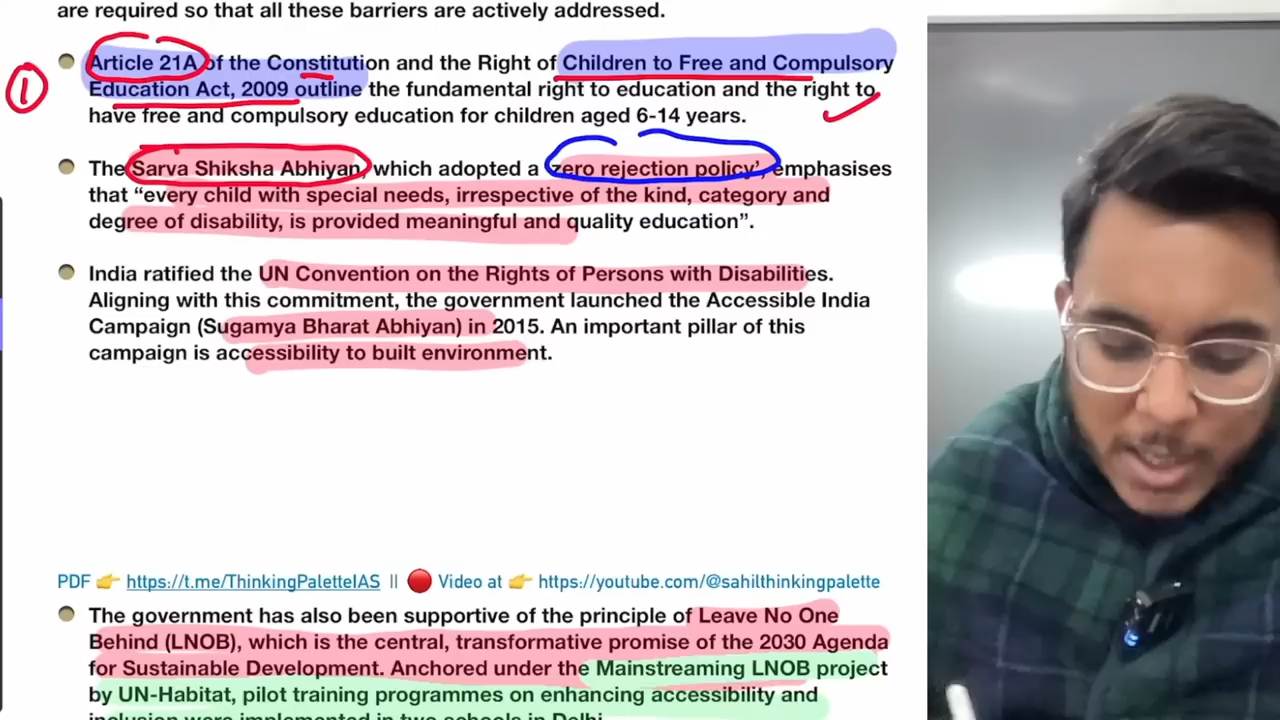 are required so that all these barriers are actively addressed.
Article 21A of the Constitution and the Right of Children to Free and Compulsory
1
Education Act, 2009 outline the fundamental right to education and the right to
have free and compulsory education for children aged 6-14 years.
The Sarva Shiksha Abhiyan, which adopted a 'zero rejection policy', emphasises
that “every child with special needs, irrespective of the kind, category and
degree of disability, is provided meaningful and quality education”.
India ratified the UN Convention on the Rights of Persons with Disabilities.
Aligning with this commitment, the government launched the Accessible India
Campaign (Sugamya Bharat Abhiyan) in 2015. An important pillar of this
campaign is accessibility to built environment.
PDF 👉 https://t.me/ThinkingPaletteIAS || 🔴 Video at 👉 https://youtube.com/@sahilthinkingpalette
The government has also been supportive of the principle of Leave No One
Behind (LNOB), which is the central, transformative promise of the 2030 Agenda
for Sustainable Development. Anchored under the Mainstreaming LNOB project
by UN-Habitat, pilot training programmes on enhancing accessibility and
inclusion were implemented in two schools in Delhi.